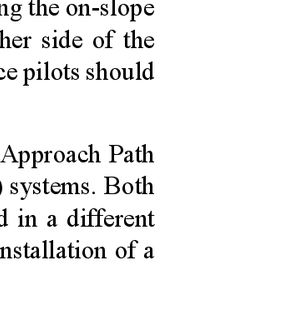 ng the on-slope
her side of the
ce pilots should
Approach Path
) systems. Both
d in a different
nstallation of a